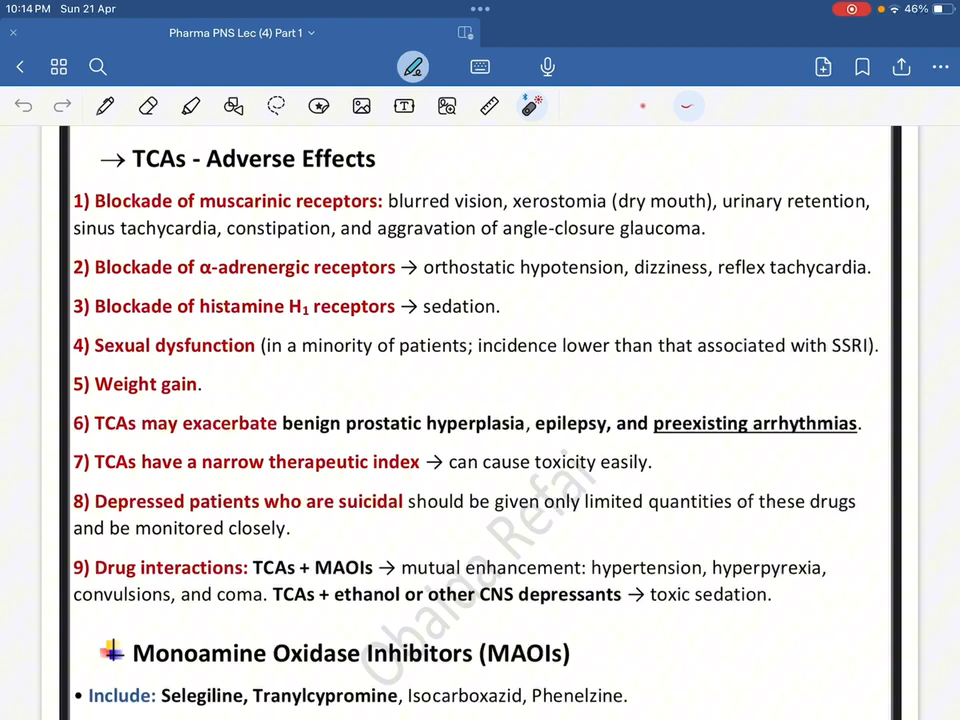 10:14 PM Sun 21 Apr
46%
Pharma PNS Lec (4) Part 1
→ TCAs - Adverse Effects
1) Blockade of muscarinic receptors: blurred vision, xerostomia (dry mouth), urinary retention,
sinus tachycardia, constipation, and aggravation of angle-closure glaucoma.
2) Blockade of α-adrenergic receptors → orthostatic hypotension, dizziness, reflex tachycardia.
3) Blockade of histamine H₁ receptors → sedation.
4) Sexual dysfunction (in a minority of patients; incidence lower than that associated with SSRI).
5) Weight gain.
6) TCAs may exacerbate benign prostatic hyperplasia, epilepsy, and preexisting arrhythmias.
7) TCAs have a narrow therapeutic index → can cause toxicity easily.
8) Depressed patients who are suicidal should be given only limited quantities of these drugs
and be monitored closely.
9) Drug interactions: TCAs + MAOIs → mutual enhancement: hypertension, hyperpyrexia,
convulsions, and coma. TCAs + ethanol or other CNS depressants → toxic sedation.
Obaida Refai
Monoamine Oxidase Inhibitors (MAOIs)
• Include: Selegiline, Tranylcypromine, Isocarboxazid, Phenelzine.